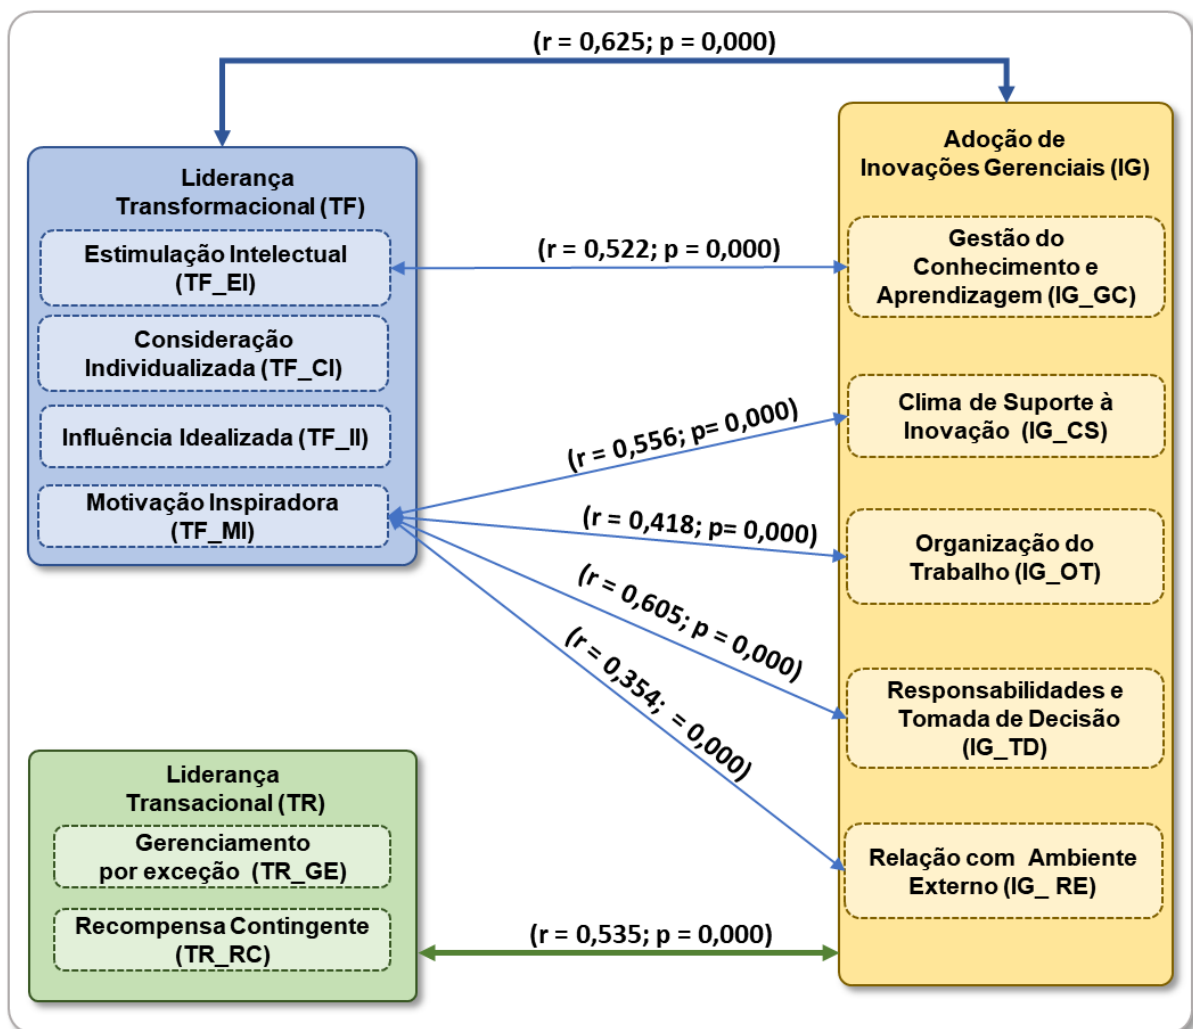 (r = 0,625; p = 0,000)
Liderança
Transformacional (TF)
Estimulação Intelectual
(TF_EI)
Consideração
Individualizada (TF_CI)
Influência Idealizada (TF_II)
Motivação Inspiradora
(TF_MI)
(r = 0,522; p = 0,000)
(r = 0,556; p= 0,000)
(r = 0,418; p= 0,000)
(r = 0,605; p = 0,000)
(r = 0,354;  = 0,000)
Adoção de
Inovações Gerenciais (IG)
Gestão do
Conhecimento e
Aprendizagem (IG_GC)
Clima de Suporte à
Inovação (IG_CS)
Organização do
Trabalho (IG_OT)
Responsabilidades e
Tomada de Decisão
(IG_TD)
Relação com Ambiente
Externo (IG_ RE)
Liderança
Transacional (TR)
Gerenciamento
por exceção (TR_GE)
Recompensa Contingente
(TR_RC)
(r = 0,535; p = 0,000)